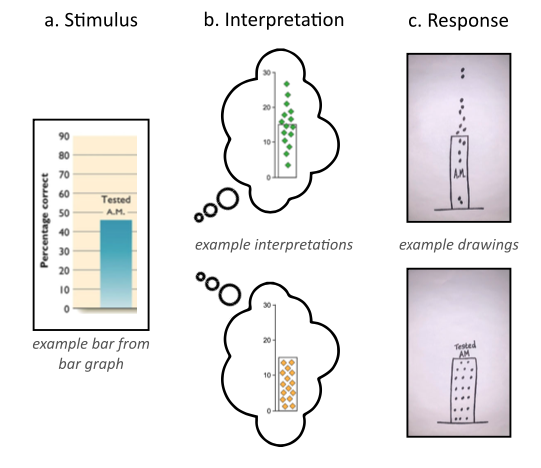 a. Stimulus
b. Interpretation
c. Response
90
80
70
60
50
40
30
20
10
0
Percentage correct
Tested
A.M.
example bar from
bar graph
30
20
10
0
example interpretations
30
20
10
0
A.M.
example drawings
Tested
AM